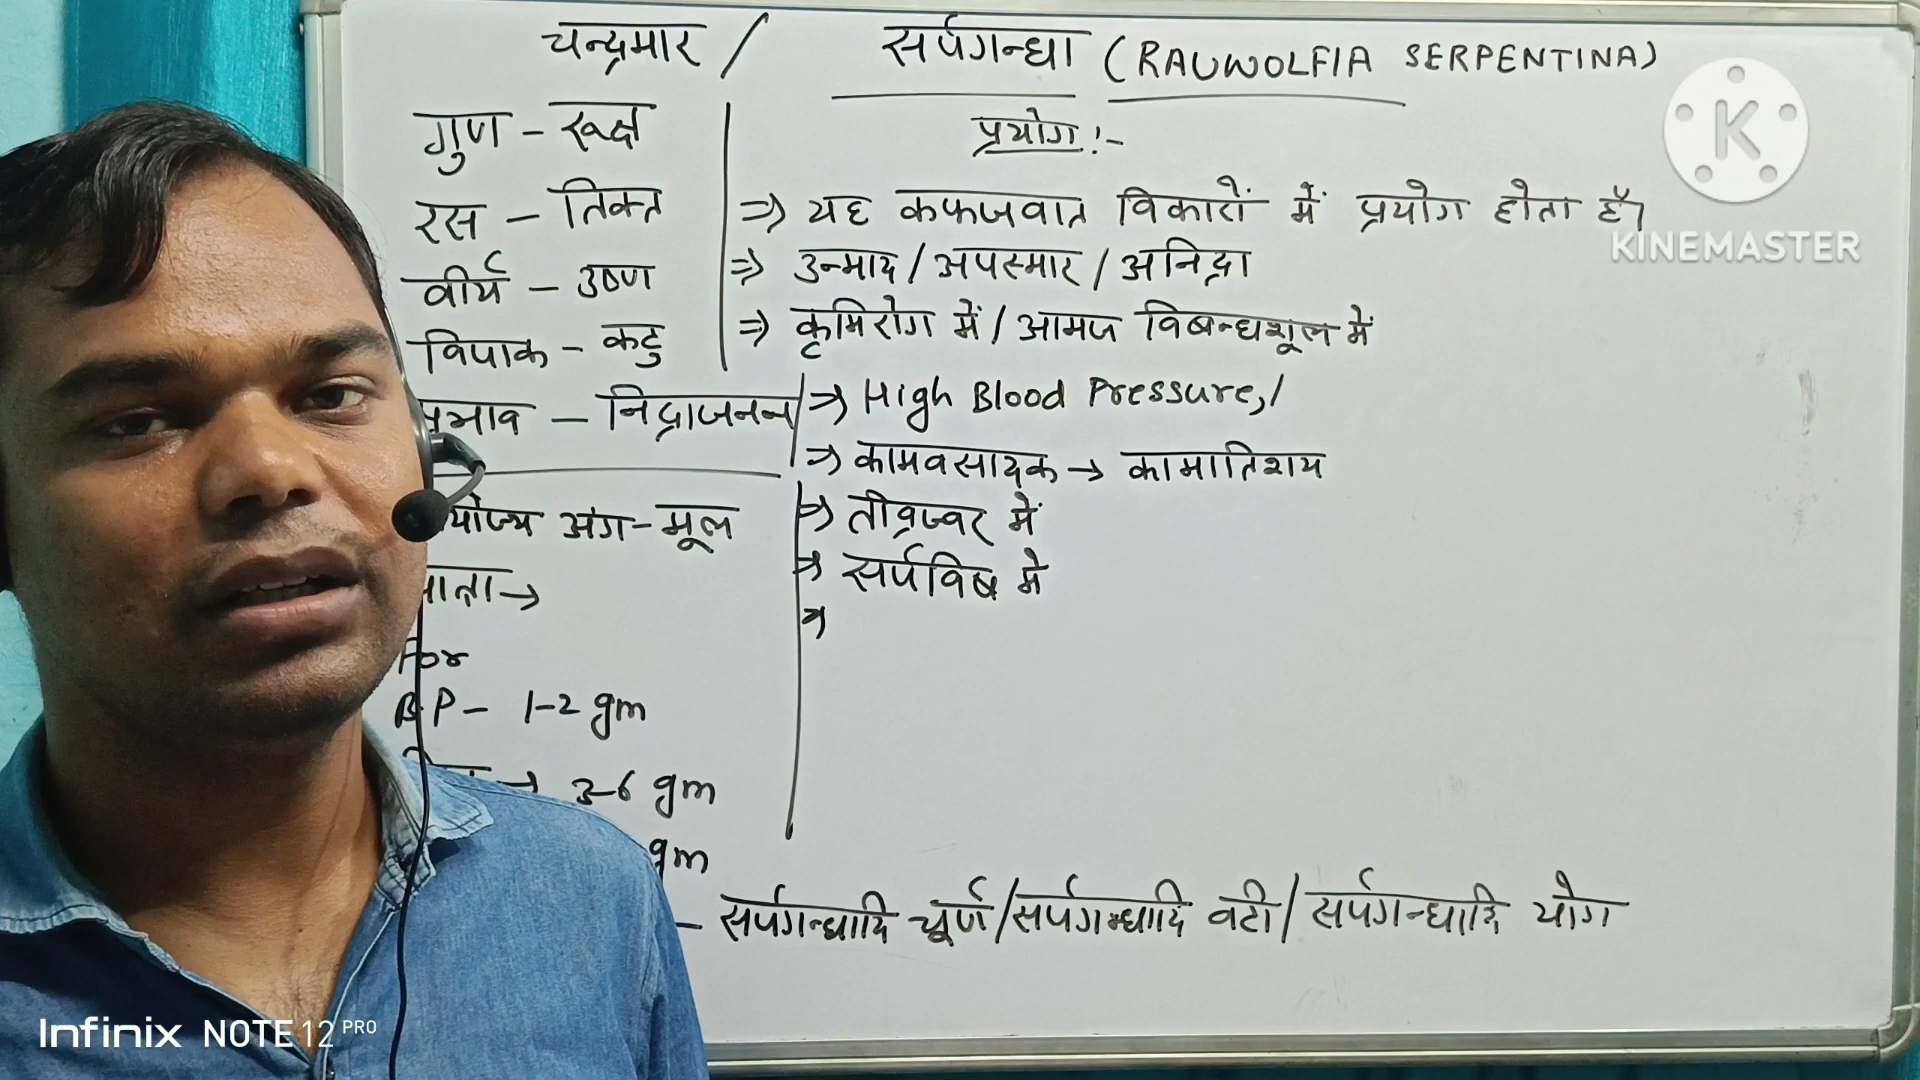 चन्द्रमार / सर्पगन्धा (RAUWOLFIA SERPENTINA)
गुण - रूक्ष
रस - तिक्त
वीर्य - उष्ण
विपाक - कटु
प्रभाव - निद्राजनन
प्रयोग :-
⇒ यह कफजवात विकारों में प्रयोग होता है।
⇒ उन्माद / अपस्मार / अनिद्रा
⇒ कृमिरोग में / आमज विबन्धशूल में
⇒ High Blood Pressure, /
⇒ कामवसादक → कामातिशय
⇒ तीव्रज्वर में
⇒ सर्पविष में
⇒
योज्य अंग - मूल
मात्रा →
For
B.P - 1-2 gm
→ 3-6 gm
gm
- सर्पगन्धादि चूर्ण / सर्पगन्धादि वटी / सर्पगन्धादि योग
K
KINEMASTER
Infinix NOTE 12 PRO